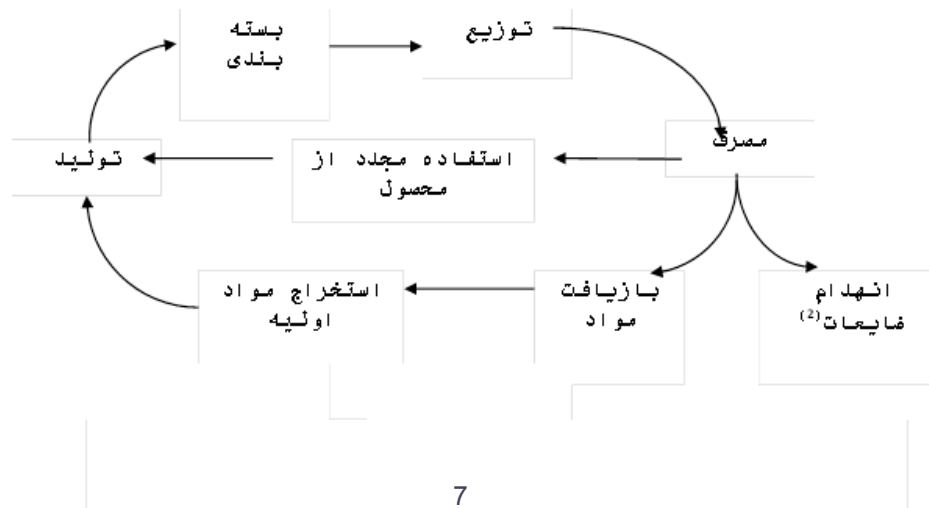 بسته
بندی
توزیع
مصرف
تولید
استفاده مجدد از
محصول
استخراج مواد
اولیه
بازیافت
مواد
انهدام
ضایعات(2)
7